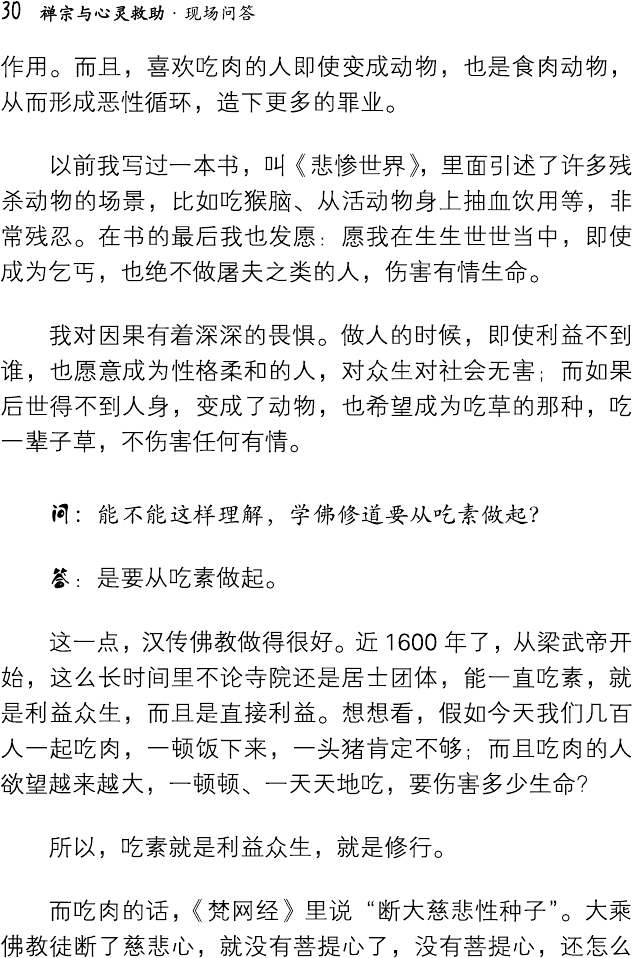 30 禅宗与心灵救助·现场问答
作用。而且，喜欢吃肉的人即使变成动物，也是食肉动物，
从而形成恶性循环，造下更多的罪业。
以前我写过一本书，叫《悲惨世界》，里面引述了许多残
杀动物的场景，比如吃猴脑、从活动物身上抽血饮用等，非
常残忍。在书的最后我也发愿：愿我在生生世世当中，即使
成为乞丐，也绝不做屠夫之类的人，伤害有情生命。
我对因果有着深深的畏惧。做人的时候，即使利益不到
谁，也愿意成为性格柔和的人，对众生对社会无害；而如果
后世得不到人身，变成了动物，也希望成为吃草的那种，吃
一辈子草，不伤害任何有情。
问：能不能这样理解，学佛修道要从吃素做起？
答：是要从吃素做起。
这一点，汉传佛教做得很好。近 1600 年了，从梁武帝开
始，这么长时间里不论寺院还是居士团体，能一直吃素，就
是利益众生，而且是直接利益。想想看，假如今天我们几百
人一起吃肉，一顿饭下来，一头猪肯定不够；而且吃肉的人
欲望越来越大，一顿顿、一天天地吃，要伤害多少生命？
所以，吃素就是利益众生，就是修行。
而吃肉的话，《梵网经》里说“断大慈悲性种子”。大乘
佛教徒断了慈悲心，就没有菩提心了，没有菩提心，还怎么